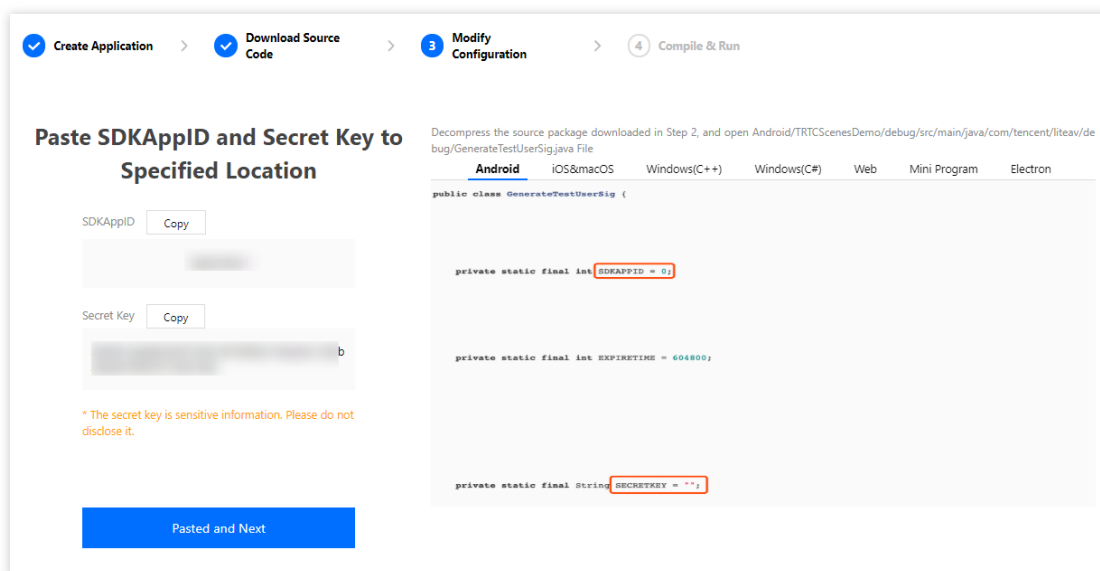 Create Application
Download Source
Code
3
Modify
Configuration
4
Compile & Run
Paste SDKAppID and Secret Key to
Specified Location
SDKAppID
Copy
Secret Key
Copy
b
* The secret key is sensitive information. Please do not
disclose it.
Pasted and Next
Decompress the source package downloaded in Step 2, and open Android/TRTCScenesDemo/debug/src/main/java/com/tencent/liteav/de
bug/GenerateTestUserSig.java File
Android iOS&macOS Windows(C++) Windows(C#) Web Mini Program Electron
public class GenerateTestUserSig {
private static final int SDKAPPID = 0;
private static final int EXPIRETIME = 604800;
private static final String SECRETKEY = "";